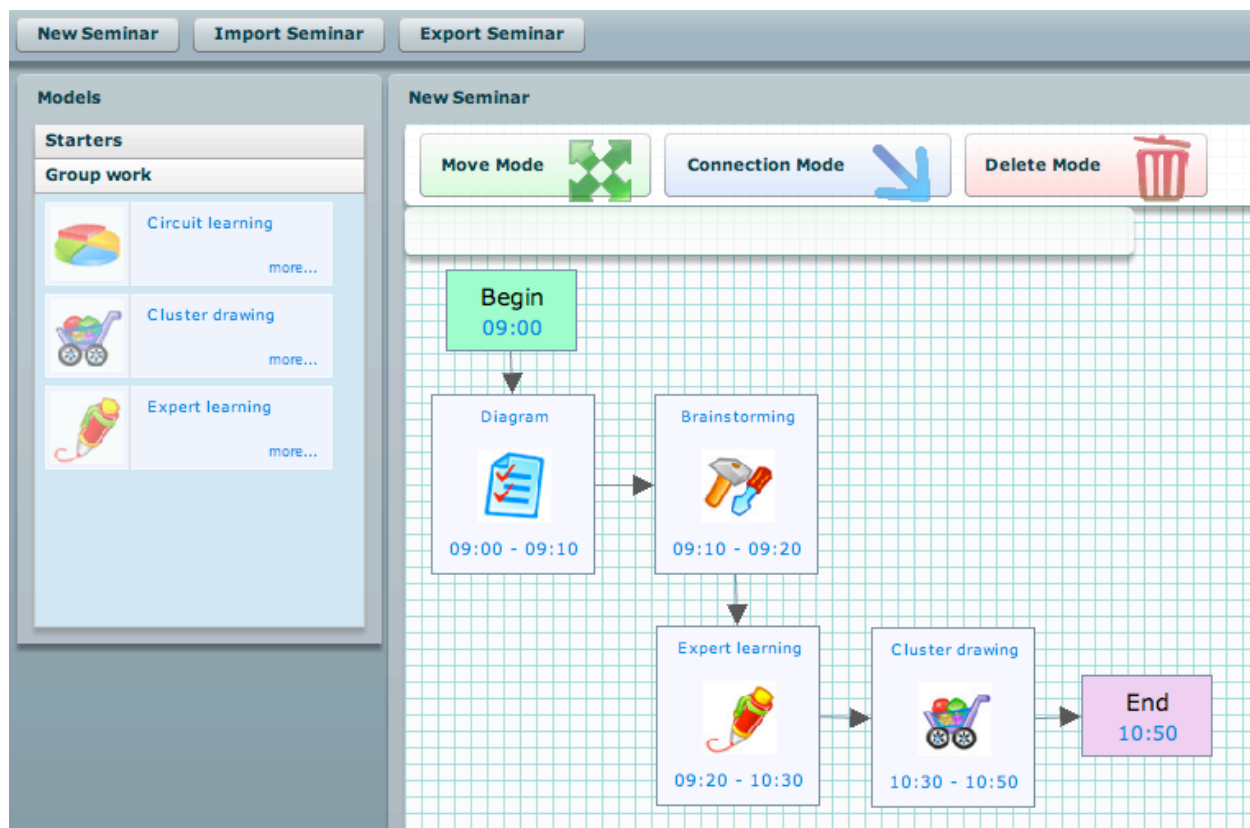 New Seminar
Import Seminar
Export Seminar
Models
Starters
Group work
Circuit learning
more...
Cluster drawing
more...
Expert learning
more...
New Seminar
Move Mode
Connection Mode
Delete Mode
Begin
09:00
Diagram
09:00 - 09:10
Brainstorming
09:10 - 09:20
Expert learning
09:20 - 10:30
Cluster drawing
10:30 - 10:50
End
10:50